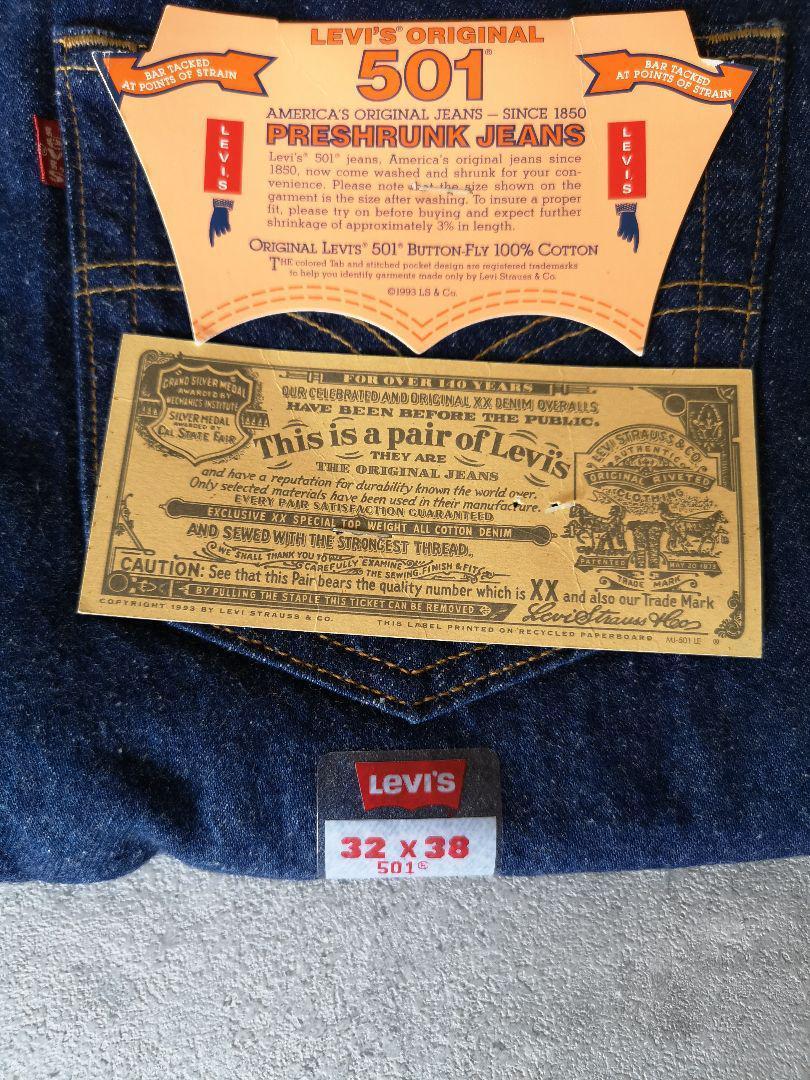 LEVI'S® ORIGINAL
501®
BAR TACKED
AT POINTS OF STRAIN
BAR TACKED
AT POINTS OF STRAIN
AMERICA'S ORIGINAL JEANS — SINCE 1850
PRESHRUNK JEANS
LEVI'S
LEVI'S
Levi's® 501® jeans, America's original jeans since
1850, now come washed and shrunk for your con-
venience. Please note that the size shown on the
garment is the size after washing. To insure a proper
fit, please try on before buying and expect further
shrinkage of approximately 3% in length.
ORIGINAL LEVI'S® 501® BUTTON-FLY 100% COTTON
THE colored Tab and stitched pocket design are registered trademarks
to help you identify garments made only by Levi Strauss & Co.
©1993 LS & Co.
GRAND SILVER MEDAL
AWARDED BY
MECHANICS INSTITUTE
SILVER MEDAL
AWARDED BY
CAL STATE FAIR
FOR OVER 140 YEARS
OUR CELEBRATED AND ORIGINAL XX DENIM OVERALLS
HAVE BEEN BEFORE THE PUBLIC.
This is a pair of Levi's
THEY ARE
THE ORIGINAL JEANS
and have a reputation for durability known the world over.
Only selected materials have been used in their manufacture.
EVERY PAIR SATISFACTION GUARANTEED
EXCLUSIVE XX SPECIAL TOP WEIGHT ALL COTTON DENIM
AND SEWED WITH THE STRONGEST THREAD.
WE SHALL THANK YOU TO
CAREFULLY EXAMINE
THE SEWING, FINISH & FIT
CAUTION: See that this Pair bears the quality number which is XX and also our Trade Mark
BY PULLING THE STAPLE THIS TICKET CAN BE REMOVED
Levi Strauss & Co
LEVI STRAUSS & CO.
AUTHENTIC
ORIGINAL RIVETED
CLOTHING
PATENTED MAY 20 1873
TRADE MARK
COPYRIGHT 1993 BY LEVI STRAUSS & CO. THIS LABEL PRINTED ON RECYCLED PAPERBOARD MJ-501 LE ®
LEVI'S
32 x 38
501®